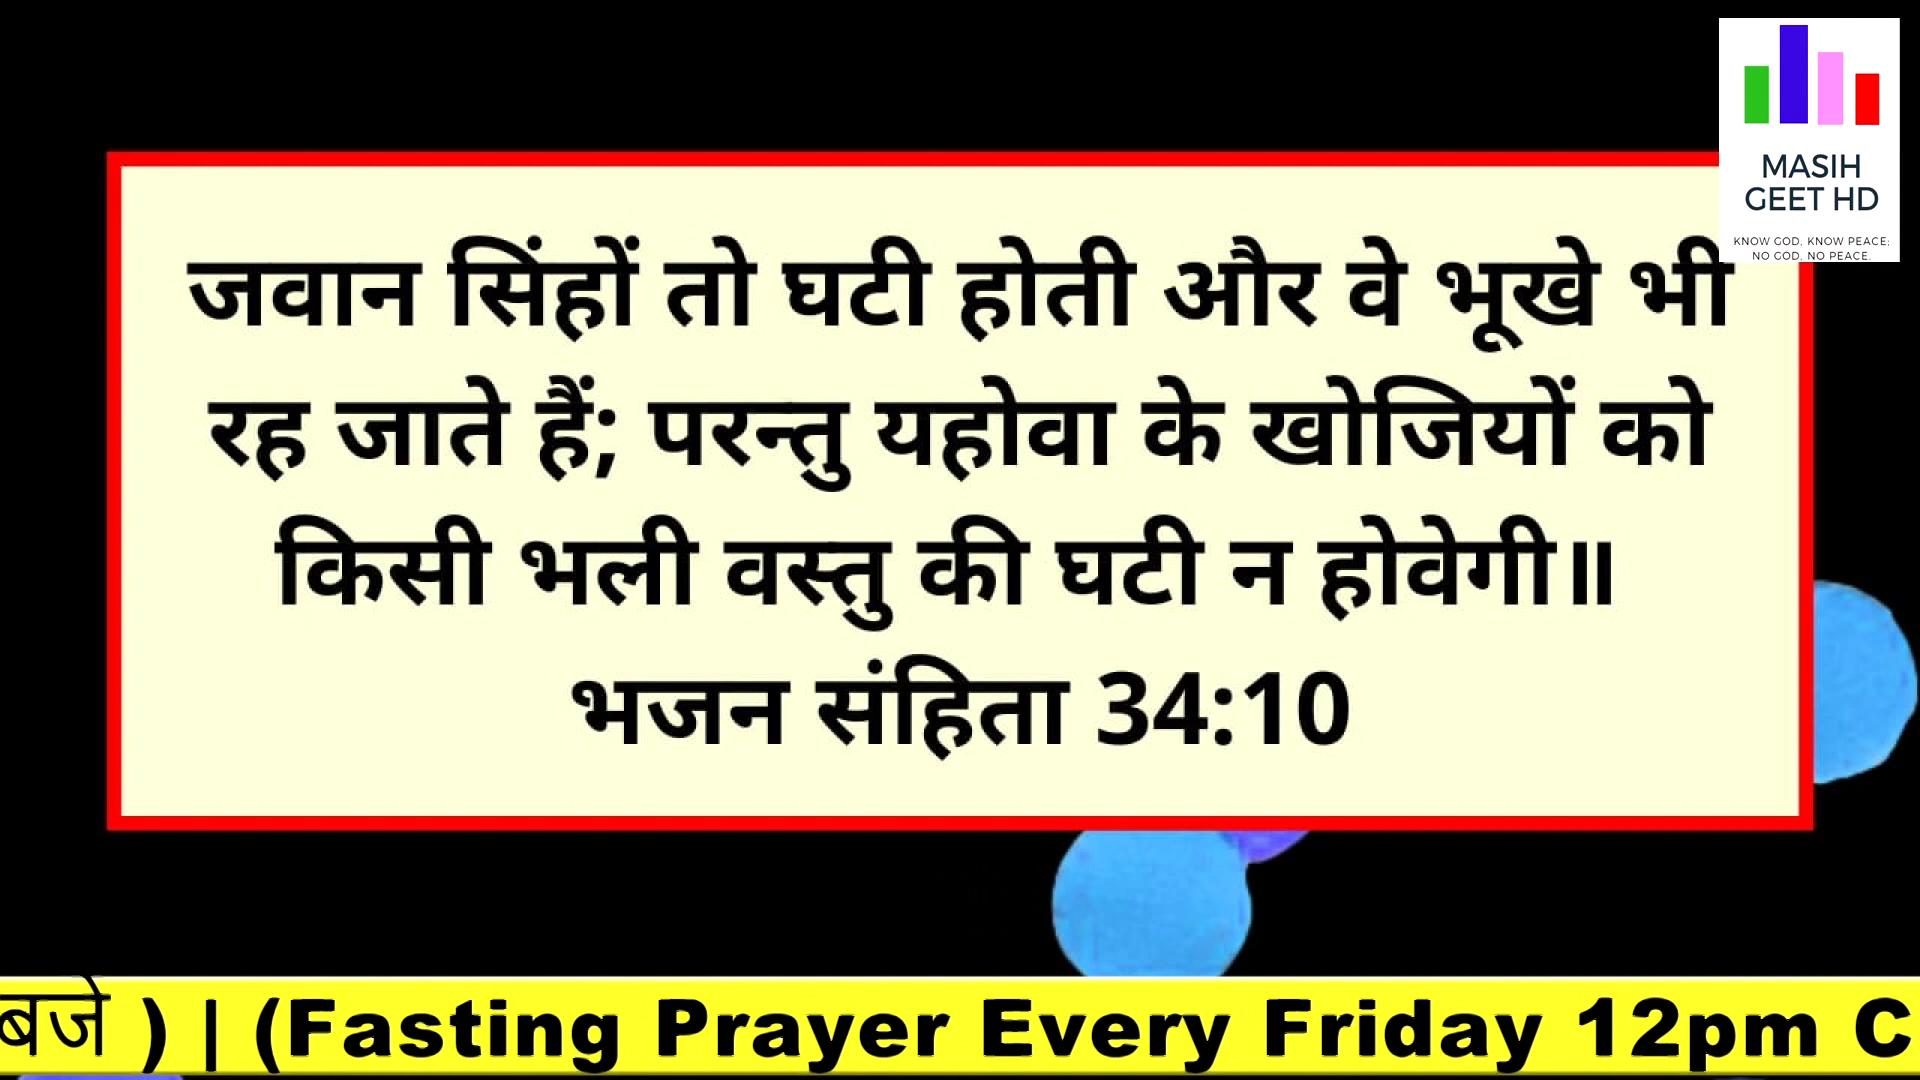 MASIH
GEET HD
KNOW GOD, KNOW PEACE;
NO GOD, NO PEACE.
जवान सिंहों तो घटी होती और वे भूखे भी
रह जाते हैं; परन्तु यहोवा के खोजियों को
किसी भली वस्तु की घटी न होवेगी॥
भजन संहिता 34:10
बजे ) | (Fasting Prayer Every Friday 12pm C